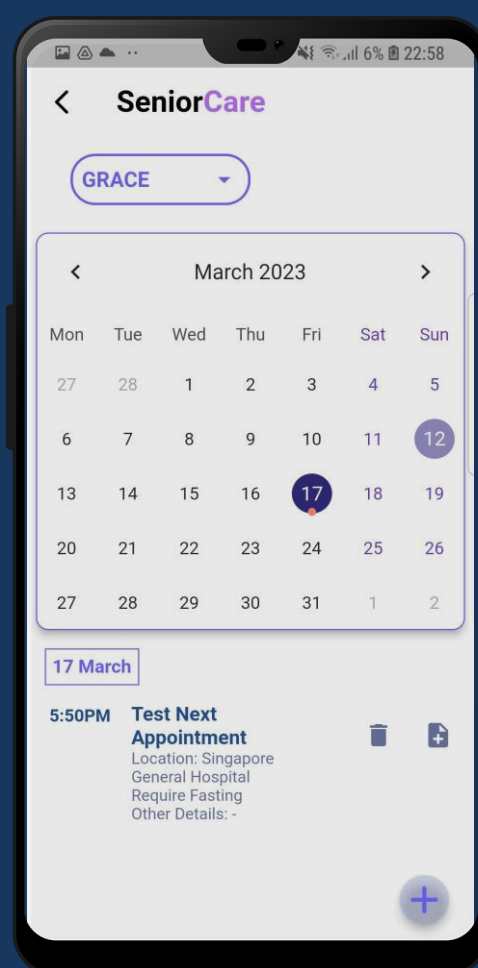 6% 22:58
SeniorCare
GRACE
March 2023
Mon Tue Wed Thu Fri Sat Sun
27 28 1 2 3 4 5
6 7 8 9 10 11 12
13 14 15 16 17 18 19
20 21 22 23 24 25 26
27 28 29 30 31 1 2
17 March
5:50PM Test Next
Appointment
Location: Singapore
General Hospital
Require Fasting
Other Details: -